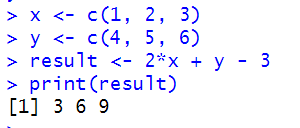 > x <- c(1, 2, 3)
> y <- c(4, 5, 6)
> result <- 2*x + y - 3
> print(result)
[1] 3 6 9
>